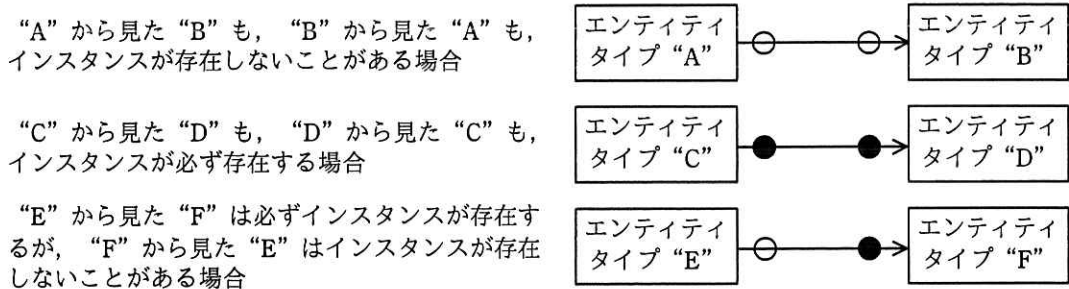 “A”から見た“B”も，“B”から見た“A”も，
インスタンスが存在しないことがある場合
エンティティ
タイプ“A”
エンティティ
タイプ“B”
“C”から見た“D”も，“D”から見た“C”も，
インスタンスが必ず存在する場合
エンティティ
タイプ“C”
エンティティ
タイプ“D”
“E”から見た“F”は必ずインスタンスが存在す
るが，“F”から見た“E”はインスタンスが存在
しないことがある場合
エンティティ
タイプ“E”
エンティティ
タイプ“F”